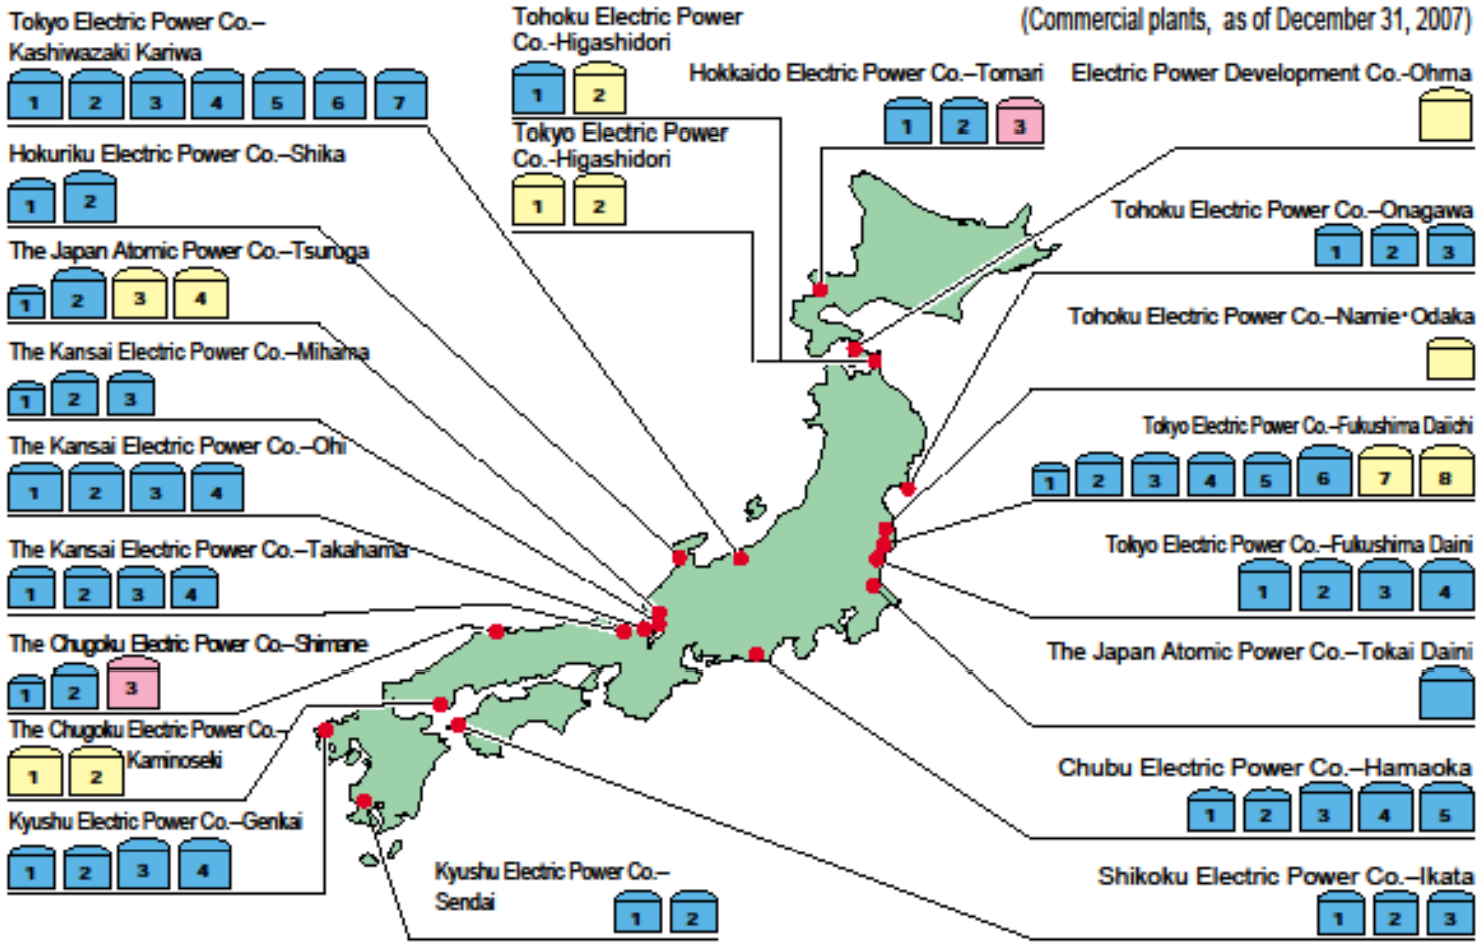 Tokyo Electric Power Co.–
Kashiwazaki Kariwa
1 2 3 4 5 6 7
Hokuriku Electric Power Co.–Shika
1 2
The Japan Atomic Power Co.–Tsuruga
1 2 3 4
The Kansai Electric Power Co.–Mihama
1 2 3
The Kansai Electric Power Co.–Ohi
1 2 3 4
The Kansai Electric Power Co.–Takahama
1 2 3 4
The Chugoku Electric Power Co.–Shimane
1 2 3
The Chugoku Electric Power Co.–
Kaminoseki
1 2
Kyushu Electric Power Co.–Genkai
1 2 3 4
Tohoku Electric Power
Co.-Higashidori
1 2
Tokyo Electric Power
Co.-Higashidori
1 2
Kyushu Electric Power Co.–
Sendai
1 2
(Commercial plants, as of December 31, 2007)
Hokkaido Electric Power Co.–Tomari
1 2 3
Electric Power Development Co.-Ohma
Tohoku Electric Power Co.–Onagawa
1 2 3
Tohoku Electric Power Co.–Namie・Odaka
Tokyo Electric Power Co.–Fukushima Daiichi
1 2 3 4 5 6 7 8
Tokyo Electric Power Co.–Fukushima Daini
1 2 3 4
The Japan Atomic Power Co.–Tokai Daini
Chubu Electric Power Co.–Hamaoka
1 2 3 4 5
Shikoku Electric Power Co.–Ikata
1 2 3